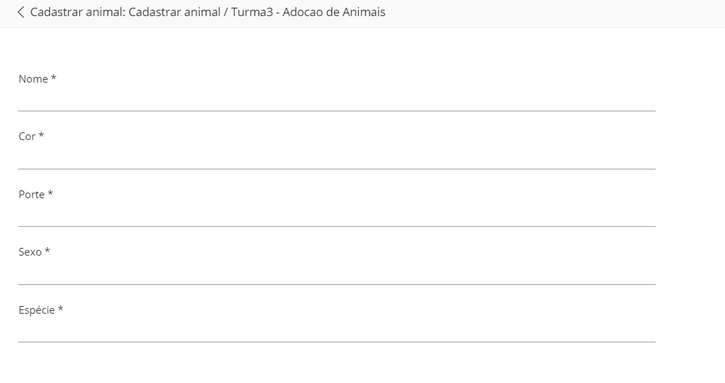 Cadastrar animal: Cadastrar animal / Turma3 - Adocao de Animais
Nome *
Cor *
Porte *
Sexo *
Espécie *